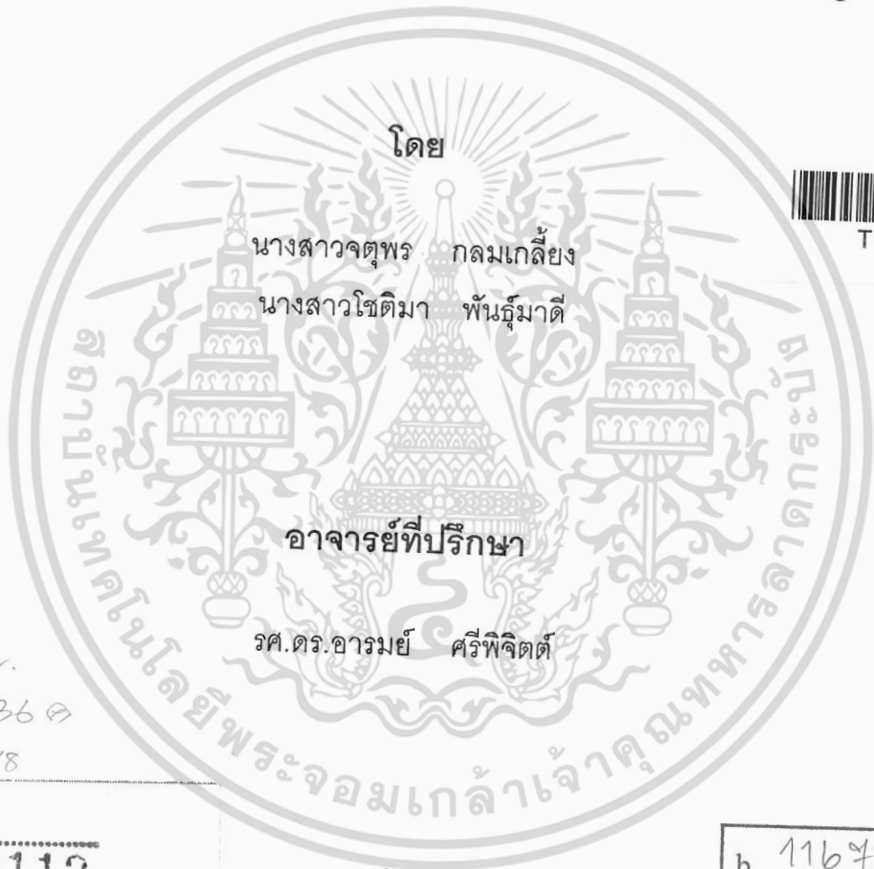 โดย
นางสาวจตุพร กลมเกลี้ยง
นางสาวโชติมา พันธุ์มาดี
T
อาจารย์ที่ปรึกษา
รศ.ดร.อารมย์ ศรีพิจิตต์
สถาบันเทคโนโลยีพระจอมเกล้าเจ้าคุณทหารลาดกระบัง
b 1167